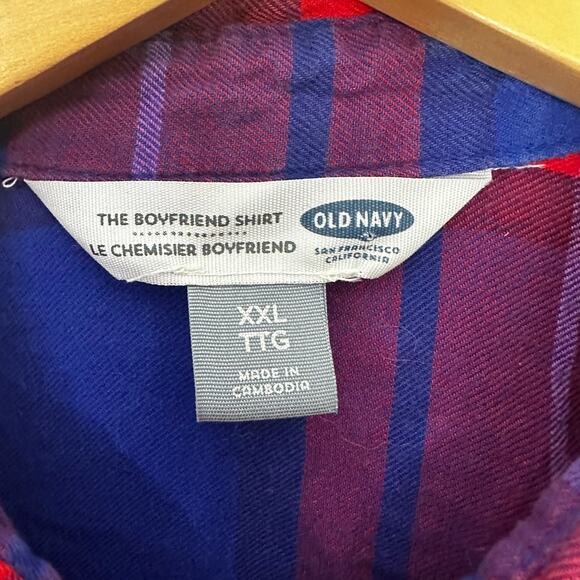 THE BOYFRIEND SHIRT
LE CHEMISIER BOYFRIEND
OLD NAVY
SAN FRANCISCO
CALIFORNIA
XXL
TTG
MADE IN
CAMBODIA